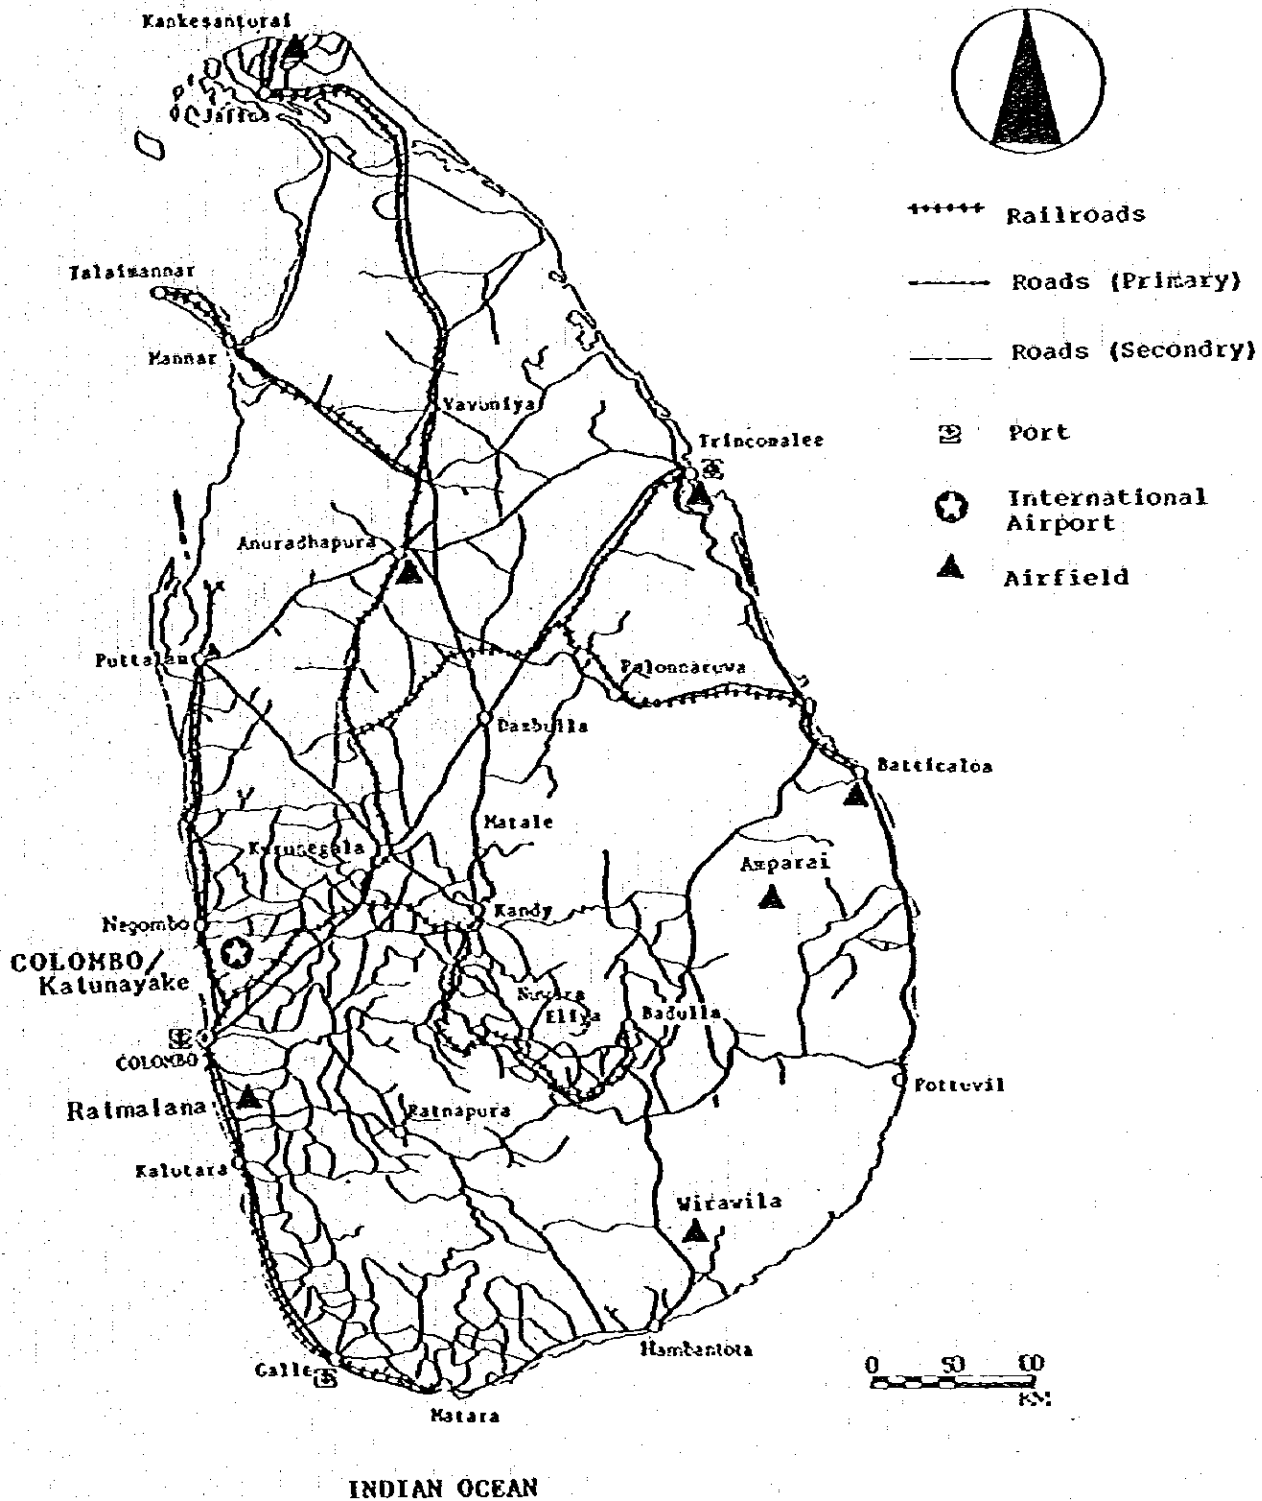 Kankesanturai
Jaffna
Talaimannar
Mannar
Vavuniya
Trincomalee
Anuradhapura
Puttalam
Polonnaruwa
Dambulla
Batticaloa
Matale
Kurunegala
Amparai
Negombo
Kandy
COLOMBO/
Katunayake
Nuwara
Eliya
Badulla
COLOMBO
Pottuvil
Ratmalana
Ratnapura
Kalutara
Wirawila
Hambantota
Galle
Matara
INDIAN OCEAN
Railroads
Roads (Primary)
Roads (Secondry)
Port
International
Airport
Airfield
0 50
KM